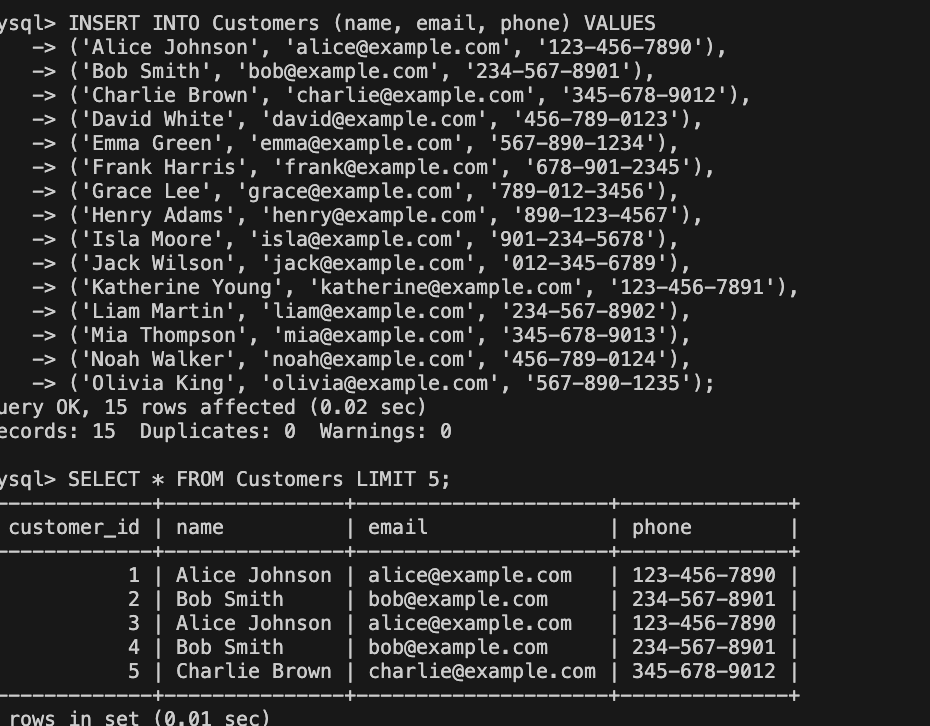 ysql> INSERT INTO Customers (name, email, phone) VALUES
    -> ('Alice Johnson', 'alice@example.com', '123-456-7890'),
    -> ('Bob Smith', 'bob@example.com', '234-567-8901'),
    -> ('Charlie Brown', 'charlie@example.com', '345-678-9012'),
    -> ('David White', 'david@example.com', '456-789-0123'),
    -> ('Emma Green', 'emma@example.com', '567-890-1234'),
    -> ('Frank Harris', 'frank@example.com', '678-901-2345'),
    -> ('Grace Lee', 'grace@example.com', '789-012-3456'),
    -> ('Henry Adams', 'henry@example.com', '890-123-4567'),
    -> ('Isla Moore', 'isla@example.com', '901-234-5678'),
    -> ('Jack Wilson', 'jack@example.com', '012-345-6789'),
    -> ('Katherine Young', 'katherine@example.com', '123-456-7891'),
    -> ('Liam Martin', 'liam@example.com', '234-567-8902'),
    -> ('Mia Thompson', 'mia@example.com', '345-678-9013'),
    -> ('Noah Walker', 'noah@example.com', '456-789-0124'),
    -> ('Olivia King', 'olivia@example.com', '567-890-1235');
uery OK, 15 rows affected (0.02 sec)
ecords: 15  Duplicates: 0  Warnings: 0
ysql> SELECT * FROM Customers LIMIT 5;
-------------+---------------+---------------------+--------------+
 customer_id | name          | email               | phone        |
-------------+---------------+---------------------+--------------+
           1 | Alice Johnson | alice@example.com   | 123-456-7890 |
           2 | Bob Smith     | bob@example.com     | 234-567-8901 |
           3 | Alice Johnson | alice@example.com   | 123-456-7890 |
           4 | Bob Smith     | bob@example.com     | 234-567-8901 |
           5 | Charlie Brown | charlie@example.com | 345-678-9012 |
-------------+---------------+---------------------+--------------+
 rows in set (0.01 sec)